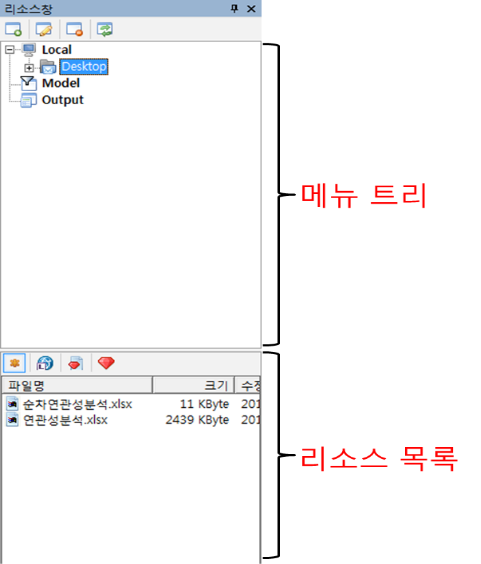 리소스창
Local
Desktop
Model
Output
메뉴 트리
파일명 크기 수정
순차연관성분석.xlsx 11 KByte 201
연관성분석.xlsx 2439 KByte 201
리소스 목록